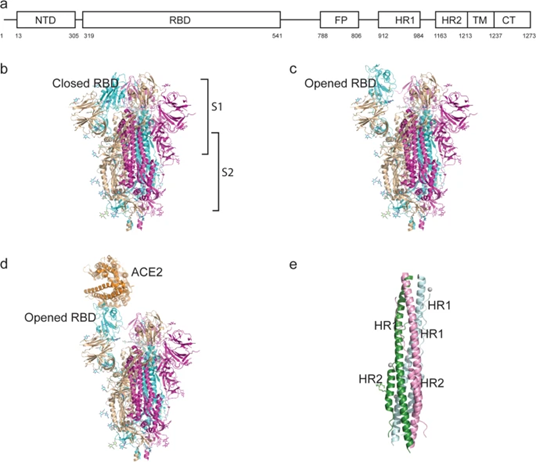 a
NTD RBD FP HR1 HR2 TM CT
1 13 305 319 541 788 806 912 984 1183 1213 1237 1273
b c
Closed RBD Opened RBD
S1
S2
d e
ACE2
Opened RBD
HR1
HR1
HR1
HR2 HR2